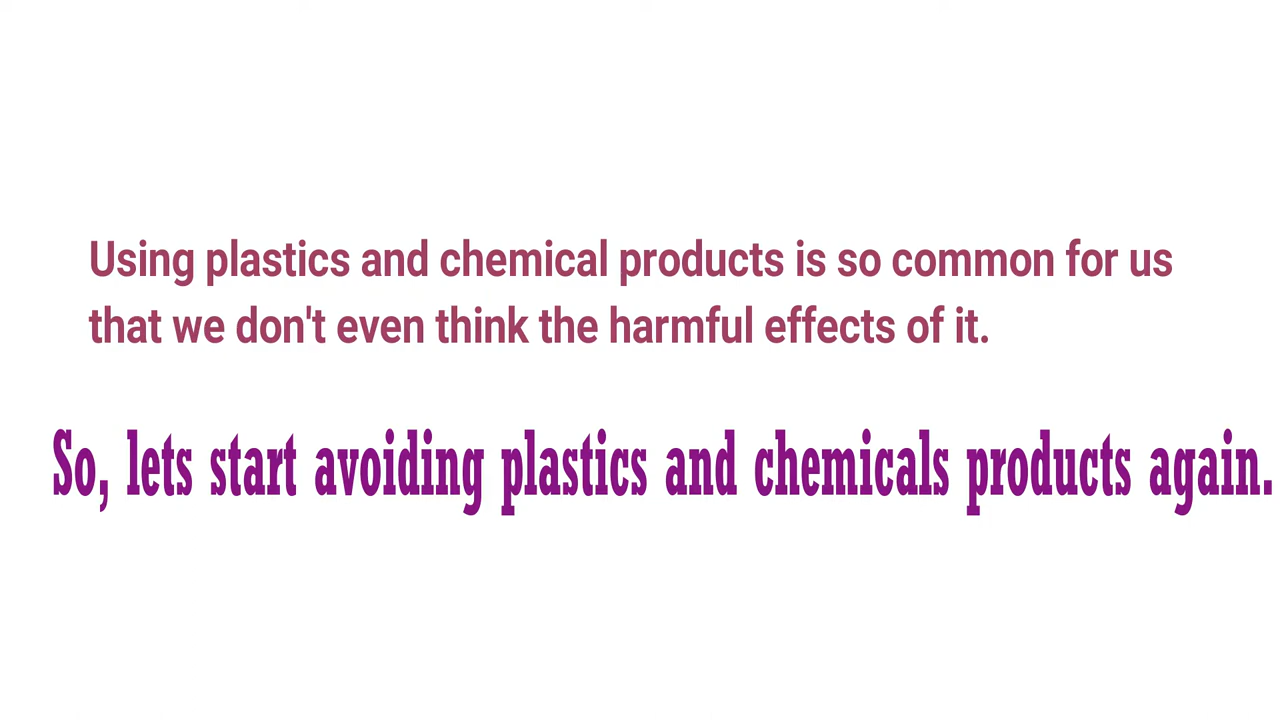 Using plastics and chemical products is so common for us
that we don't even think the harmful effects of it.
So, lets start avoiding plastics and chemicals products again.